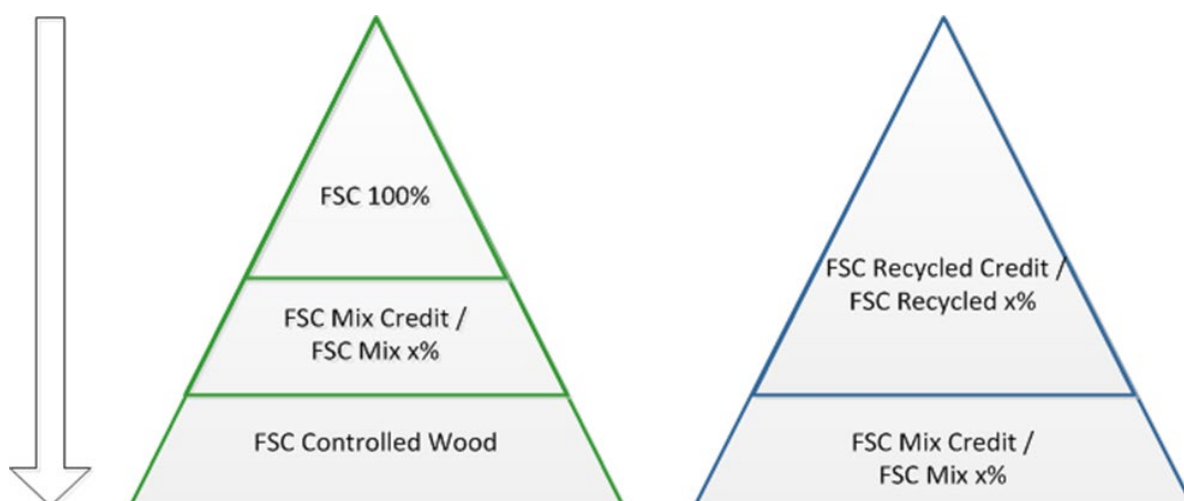 FSC 100%
FSC Mix Credit /
FSC Mix x%
FSC Controlled Wood
FSC Recycled Credit /
FSC Recycled x%
FSC Mix Credit /
FSC Mix x%